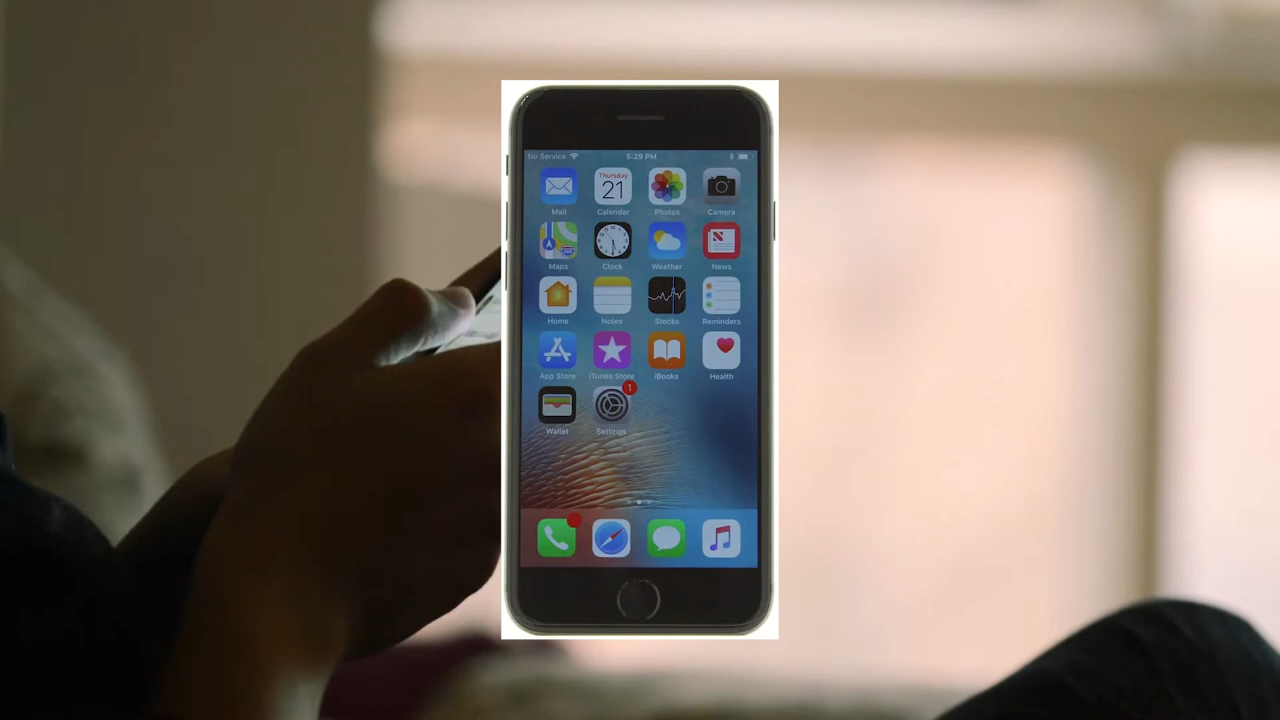 No Service 5:29 PM
Thursday
21
Mail Calendar Photos Camera
280
Maps Clock Weather News
Home Notes Stocks Reminders
App Store iTunes Store iBooks Health
1
Wallet Settings